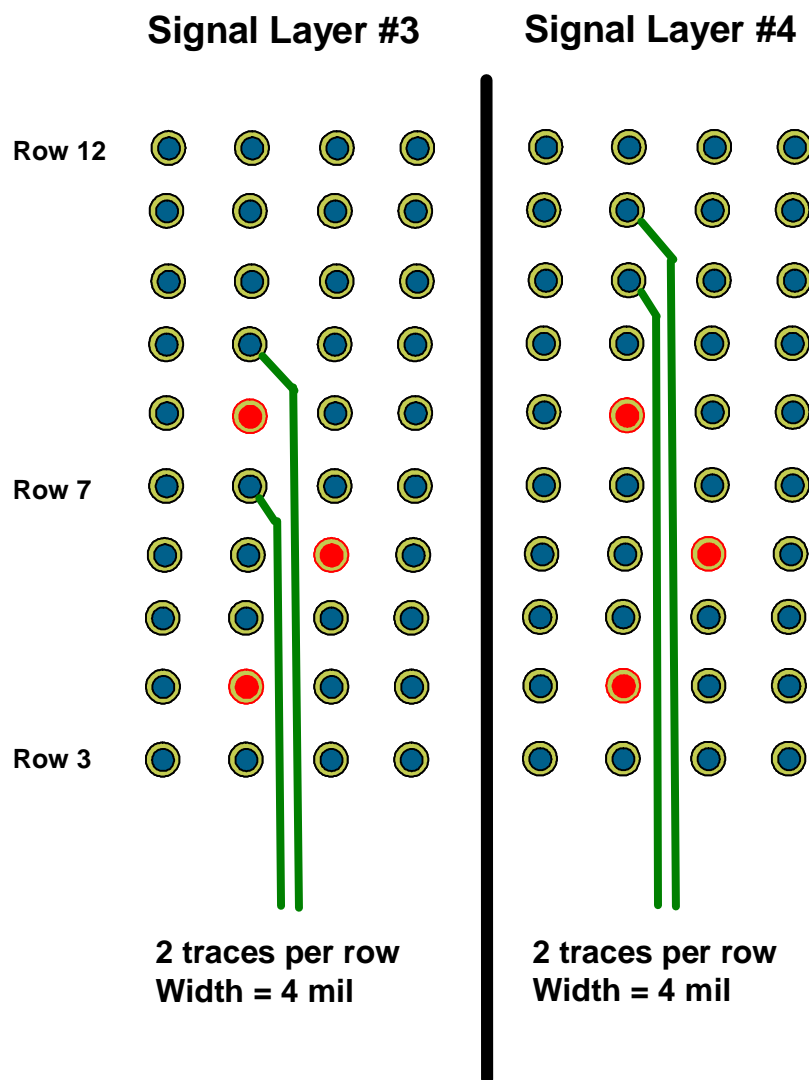 Signal Layer #3
Signal Layer #4
Row 12
Row 7
Row 3
2 traces per row
Width = 4 mil
2 traces per row
Width = 4 mil